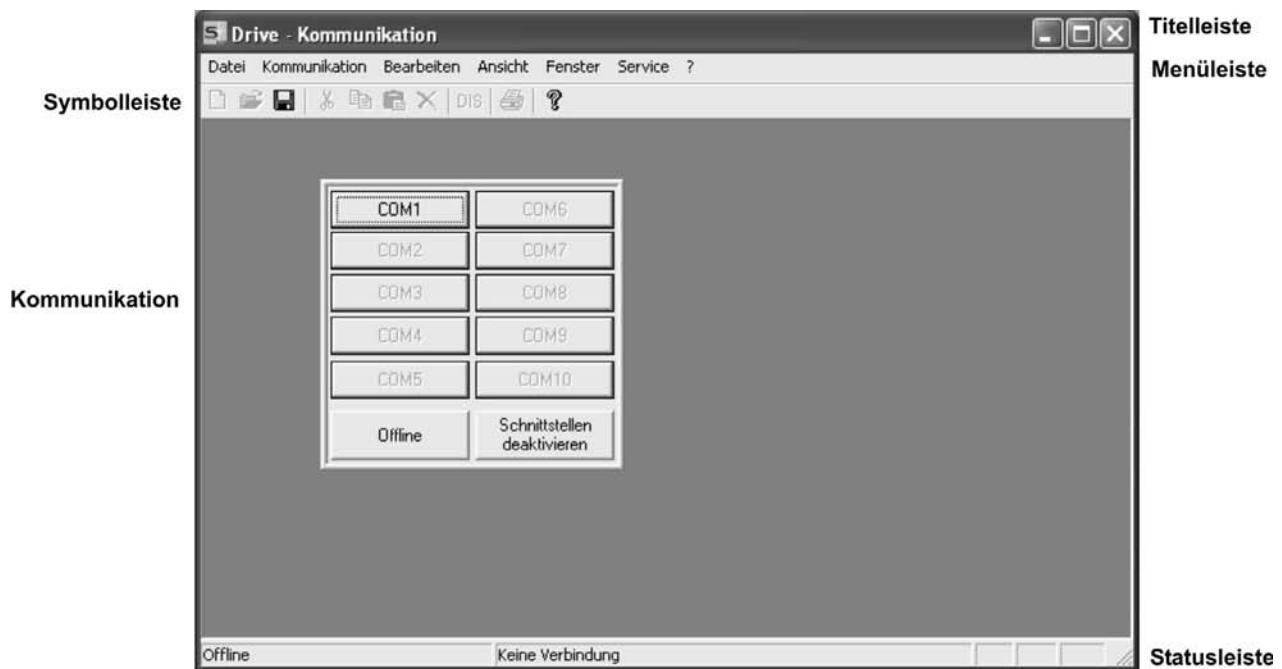 S Drive - Kommunikation
Titelleiste
Datei Kommunikation Bearbeiten Ansicht Fenster Service ?
Menüleiste
Symbolleiste
DIS
COM1 COM6
COM2 COM7
Kommunikation
COM3 COM8
COM4 COM9
COM5 COM10
Offline Schnittstellen
deaktivieren
Offline Keine Verbindung
Statusleiste